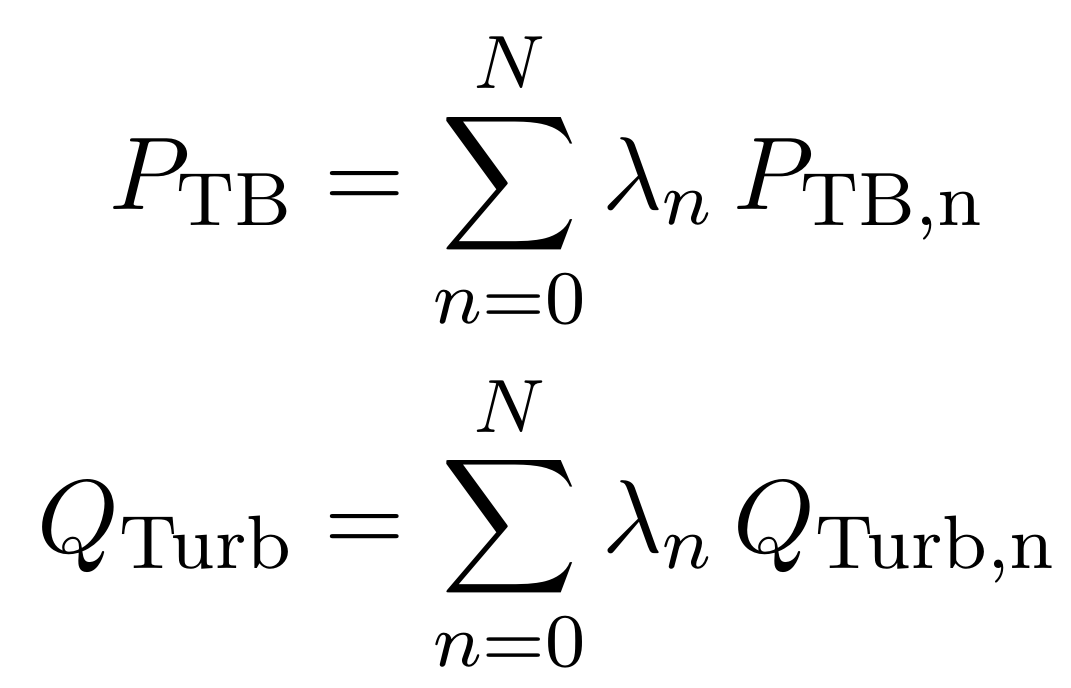 P_TB = ∑_{n=0}^{N} λ_n P_TB,n
Q_Turb = ∑_{n=0}^{N} λ_n Q_Turb,n